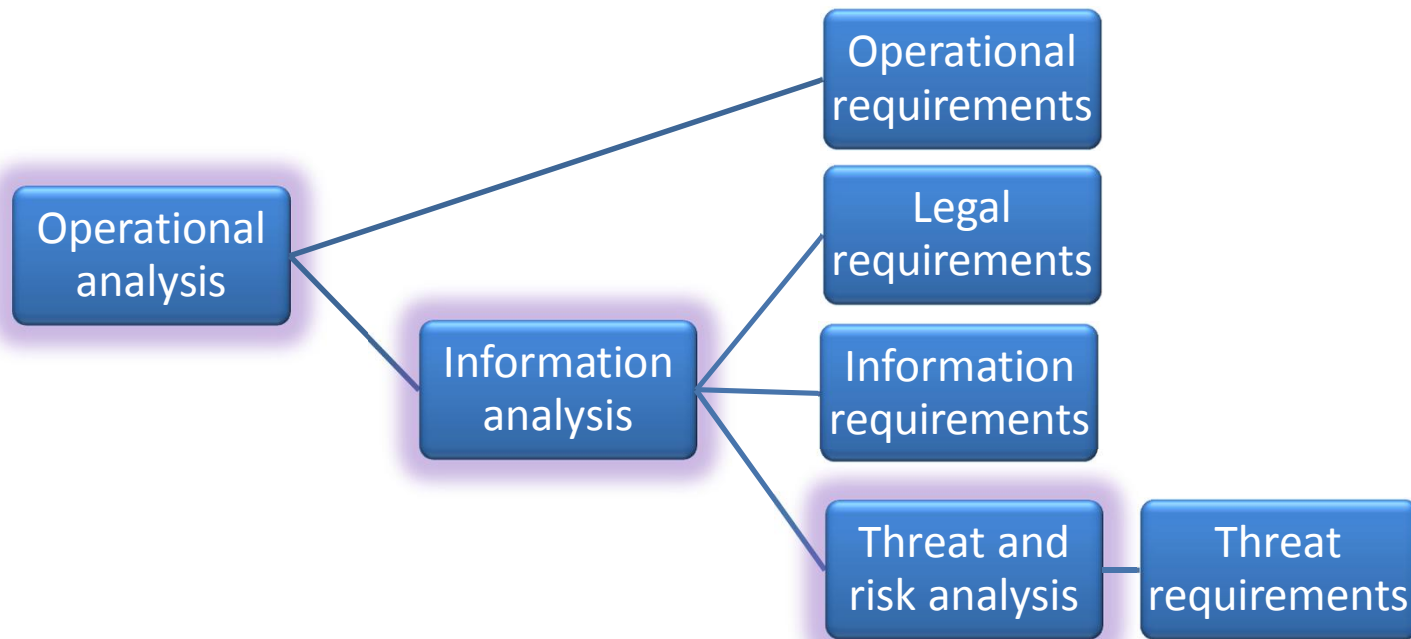 Operational
requirements
Legal
requirements
Operational
analysis
Information
analysis
Information
requirements
Threat and
risk analysis
Threat
requirements